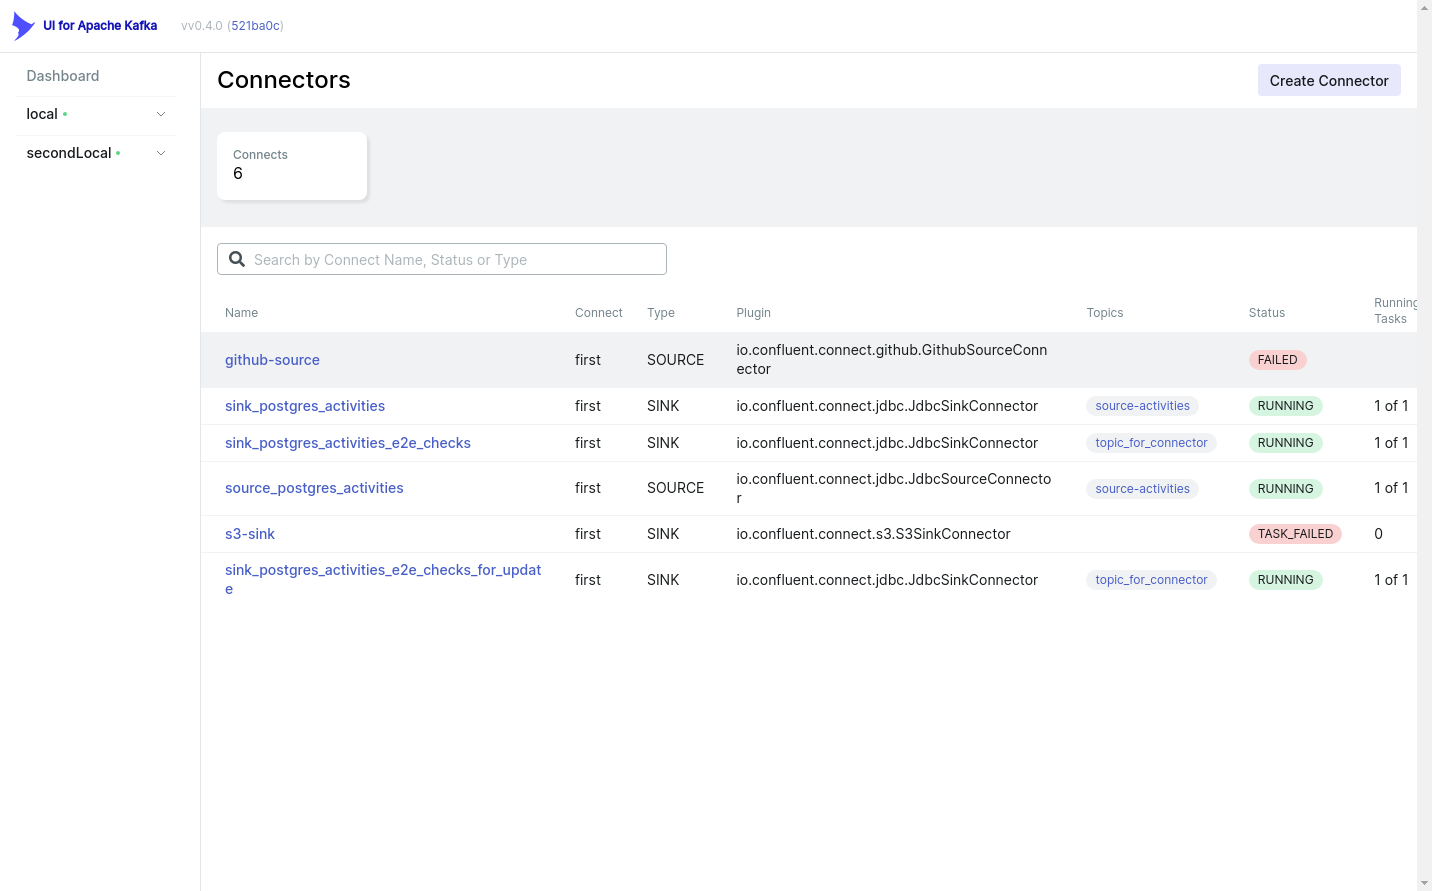 UI for Apache Kafka
vv0.4.0 (521ba0c)
Dashboard
local
secondLocal
Connectors
Create Connector
Connects
6
Search by Connect Name, Status or Type
Name Connect Type Plugin Topics Status Running
Tasks
github-source first SOURCE io.confluent.connect.github.GithubSourceConn
ector FAILED
sink_postgres_activities first SINK io.confluent.connect.jdbc.JdbcSinkConnector source-activities RUNNING 1 of 1
sink_postgres_activities_e2e_checks first SINK io.confluent.connect.jdbc.JdbcSinkConnector topic_for_connector RUNNING 1 of 1
source_postgres_activities first SOURCE io.confluent.connect.jdbc.JdbcSourceConnecto
r source-activities RUNNING 1 of 1
s3-sink first SINK io.confluent.connect.s3.S3SinkConnector TASK_FAILED 0
sink_postgres_activities_e2e_checks_for_updat
e first SINK io.confluent.connect.jdbc.JdbcSinkConnector topic_for_connector RUNNING 1 of 1